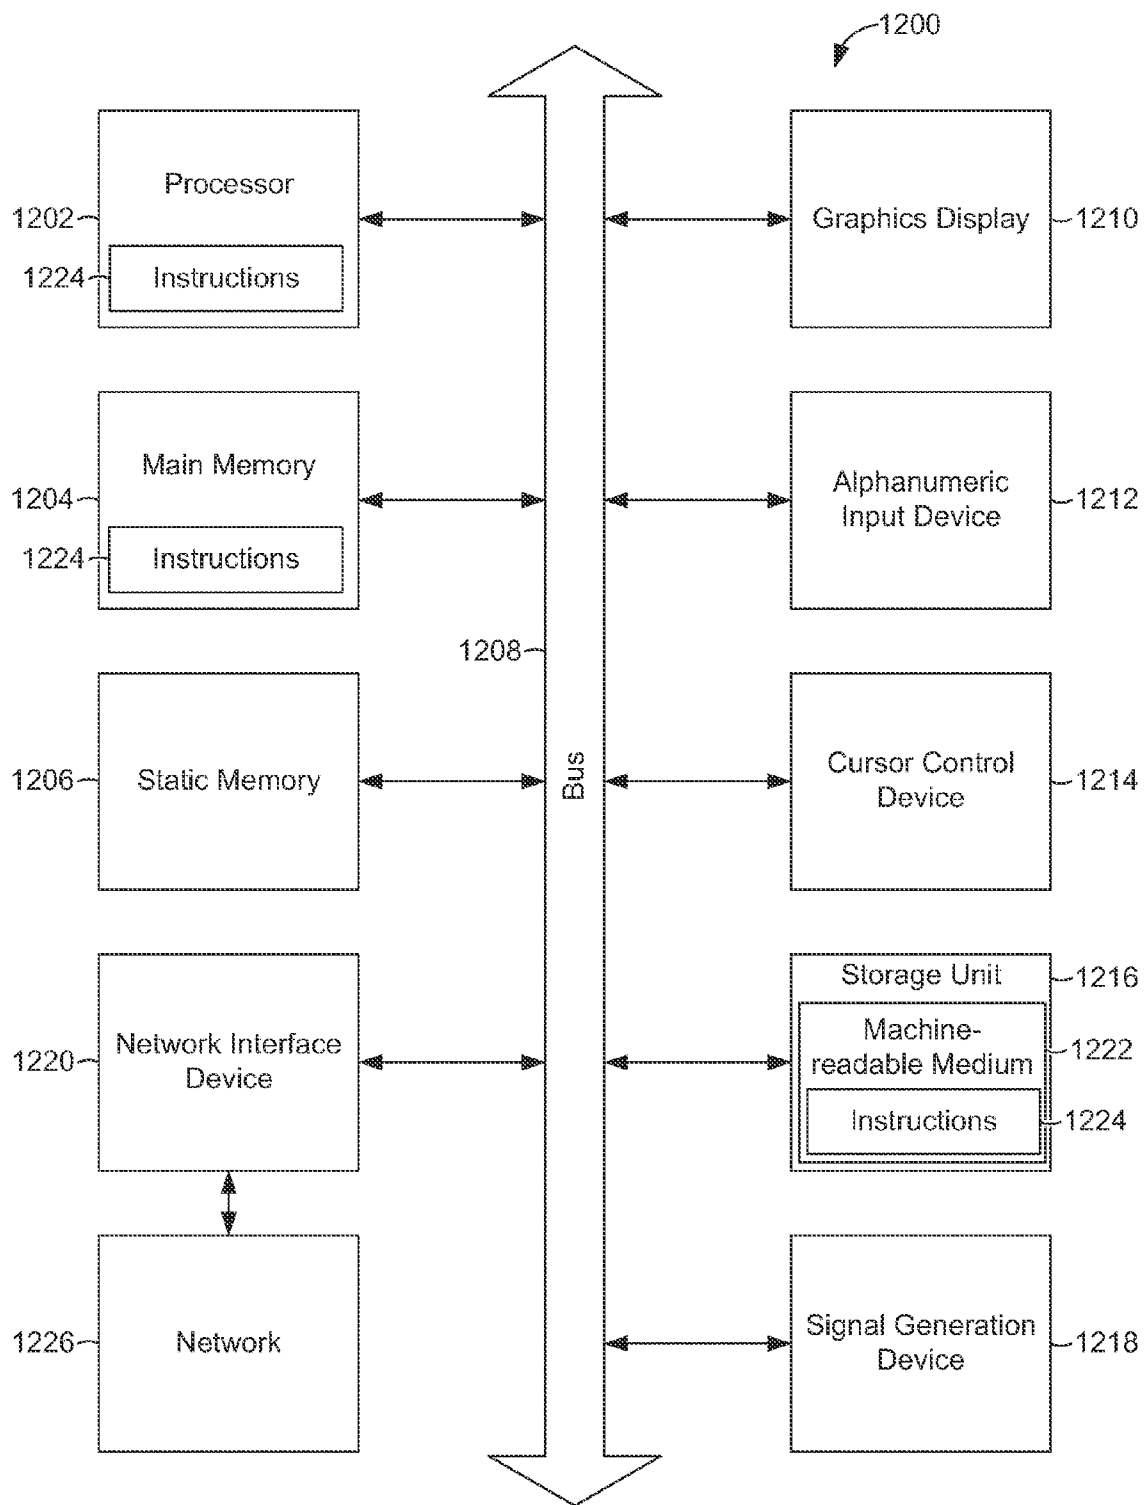 1200
Processor
1202
1224
Instructions
Graphics Display
1210
Main Memory
1204
1224
Instructions
Alphanumeric
Input Device
1212
1208
Bus
Static Memory
1206
Cursor Control
Device
1214
Network Interface
Device
1220
Storage Unit
1216
Machine-
readable Medium
1222
Instructions
1224
Network
1226
Signal Generation
Device
1218